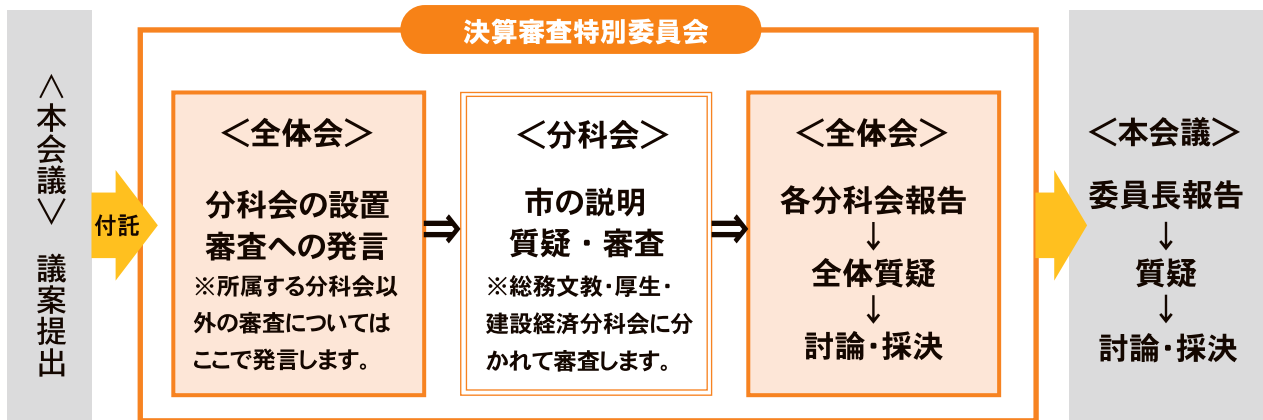 決算審査特別委員会
＜本会議＞　議案提出
付託
＜全体会＞
分科会の設置
審査への発言
※所属する分科会以
外の審査については
ここで発言します。
⇒
＜分科会＞
市の説明
質疑・審査
※総務文教・厚生・
建設経済分科会に分
かれて審査します。
⇒
＜全体会＞
各分科会報告
↓
全体質疑
↓
討論・採決
＜本会議＞
委員長報告
↓
質疑
↓
討論・採決